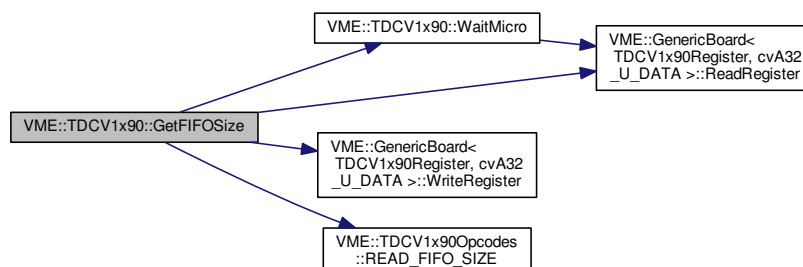 VME::TDCV1x90::GetFIFOSize
VME::TDCV1x90::WaitMicro
VME::GenericBoard<
TDCV1x90Register, cvA32
_U_DATA >::ReadRegister
VME::GenericBoard<
TDCV1x90Register, cvA32
_U_DATA >::WriteRegister
VME::TDCV1x90Opcodes
::READ_FIFO_SIZE